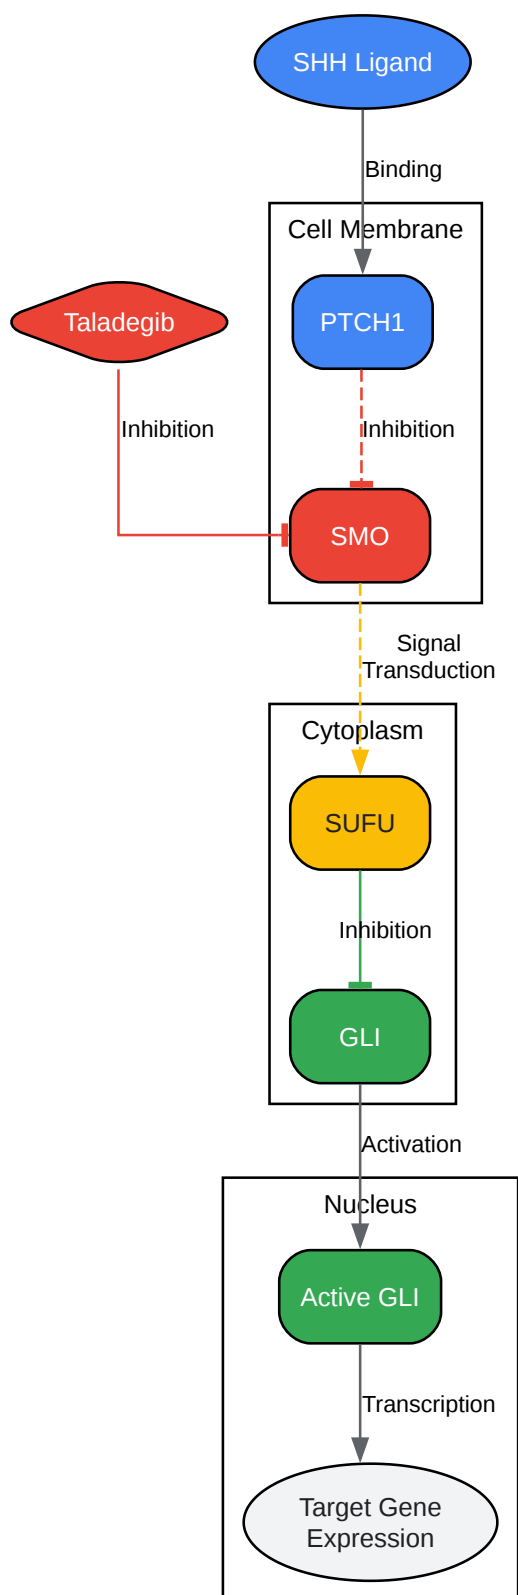 SHH Ligand
Binding
Cell Membrane
Taladegib
PTCH1
Inhibition
Inhibition
SMO
Signal
Transduction
Cytoplasm
SUFU
Inhibition
GLI
Activation
Nucleus
Active GLI
Transcription
Target Gene
Expression